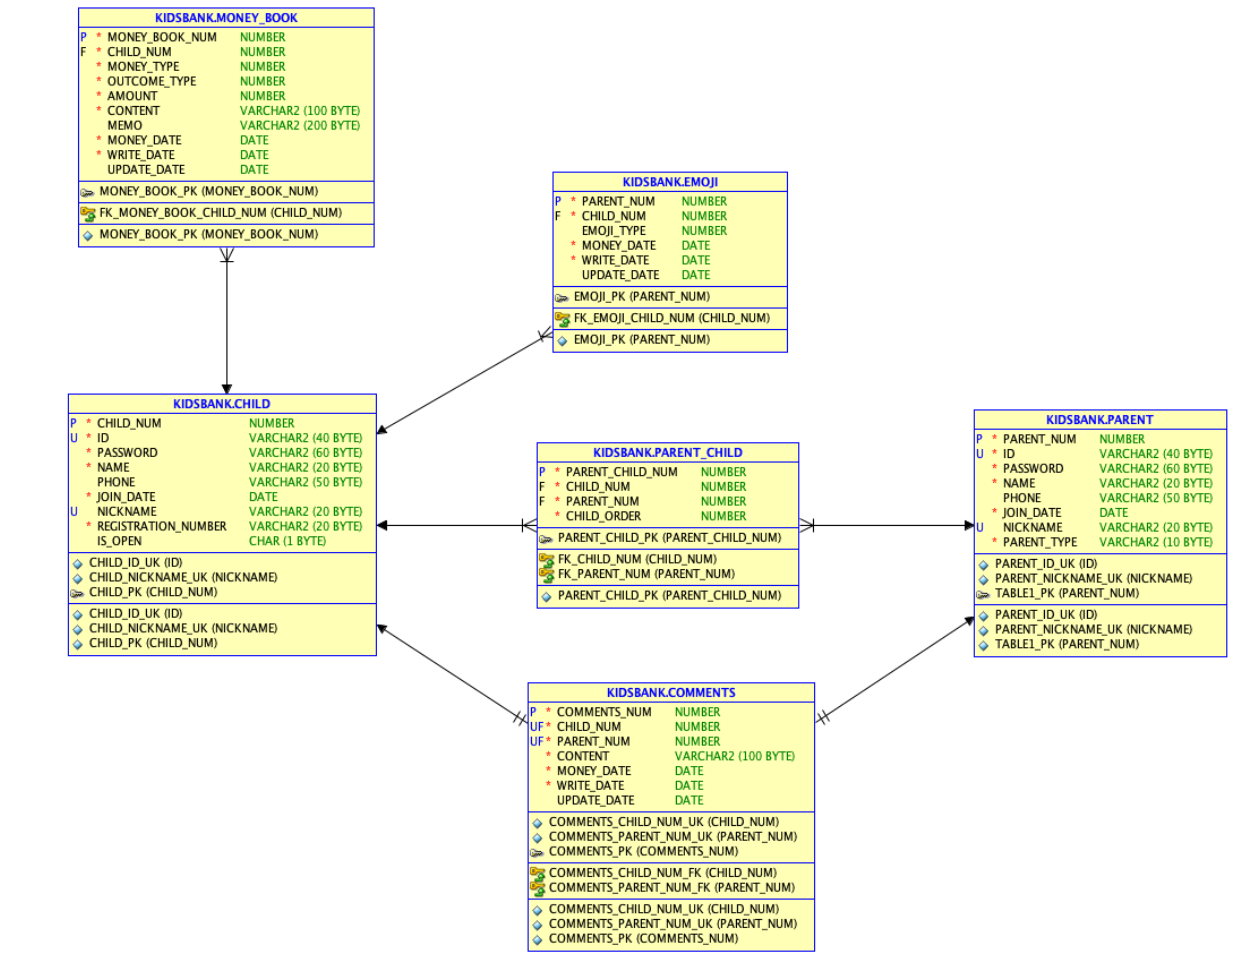 KIDSBANK.MONEY_BOOK
P * MONEY_BOOK_NUM NUMBER
F * CHILD_NUM NUMBER
* MONEY_TYPE NUMBER
* OUTCOME_TYPE NUMBER
* AMOUNT NUMBER
* CONTENT VARCHAR2 (100 BYTE)
MEMO VARCHAR2 (200 BYTE)
* MONEY_DATE DATE
* WRITE_DATE DATE
UPDATE_DATE DATE
MONEY_BOOK_PK (MONEY_BOOK_NUM)
FK_MONEY_BOOK_CHILD_NUM (CHILD_NUM)
MONEY_BOOK_PK (MONEY_BOOK_NUM)
KIDSBANK.EMOJI
P * PARENT_NUM NUMBER
F * CHILD_NUM NUMBER
EMOJI_TYPE NUMBER
* MONEY_DATE DATE
* WRITE_DATE DATE
UPDATE_DATE DATE
EMOJI_PK (PARENT_NUM)
FK_EMOJI_CHILD_NUM (CHILD_NUM)
EMOJI_PK (PARENT_NUM)
KIDSBANK.CHILD
P * CHILD_NUM NUMBER
U * ID VARCHAR2 (40 BYTE)
* PASSWORD VARCHAR2 (60 BYTE)
* NAME VARCHAR2 (20 BYTE)
PHONE VARCHAR2 (50 BYTE)
* JOIN_DATE DATE
U NICKNAME VARCHAR2 (20 BYTE)
* REGISTRATION_NUMBER VARCHAR2 (20 BYTE)
IS_OPEN CHAR (1 BYTE)
CHILD_ID_UK (ID)
CHILD_NICKNAME_UK (NICKNAME)
CHILD_PK (CHILD_NUM)
CHILD_ID_UK (ID)
CHILD_NICKNAME_UK (NICKNAME)
CHILD_PK (CHILD_NUM)
KIDSBANK.PARENT_CHILD
P * PARENT_CHILD_NUM NUMBER
F * CHILD_NUM NUMBER
F * PARENT_NUM NUMBER
* CHILD_ORDER NUMBER
PARENT_CHILD_PK (PARENT_CHILD_NUM)
FK_CHILD_NUM (CHILD_NUM)
FK_PARENT_NUM (PARENT_NUM)
PARENT_CHILD_PK (PARENT_CHILD_NUM)
KIDSBANK.PARENT
P * PARENT_NUM NUMBER
U * ID VARCHAR2 (40 BYTE)
* PASSWORD VARCHAR2 (60 BYTE)
* NAME VARCHAR2 (20 BYTE)
PHONE VARCHAR2 (50 BYTE)
* JOIN_DATE DATE
U NICKNAME VARCHAR2 (20 BYTE)
* PARENT_TYPE VARCHAR2 (10 BYTE)
PARENT_ID_UK (ID)
PARENT_NICKNAME_UK (NICKNAME)
TABLE1_PK (PARENT_NUM)
PARENT_ID_UK (ID)
PARENT_NICKNAME_UK (NICKNAME)
TABLE1_PK (PARENT_NUM)
KIDSBANK.COMMENTS
P * COMMENTS_NUM NUMBER
UF * CHILD_NUM NUMBER
UF * PARENT_NUM NUMBER
* CONTENT VARCHAR2 (100 BYTE)
* MONEY_DATE DATE
* WRITE_DATE DATE
UPDATE_DATE DATE
COMMENTS_CHILD_NUM_UK (CHILD_NUM)
COMMENTS_PARENT_NUM_UK (PARENT_NUM)
COMMENTS_PK (COMMENTS_NUM)
COMMENTS_CHILD_NUM_FK (CHILD_NUM)
COMMENTS_PARENT_NUM_FK (PARENT_NUM)
COMMENTS_CHILD_NUM_UK (CHILD_NUM)
COMMENTS_PARENT_NUM_UK (PARENT_NUM)
COMMENTS_PK (COMMENTS_NUM)